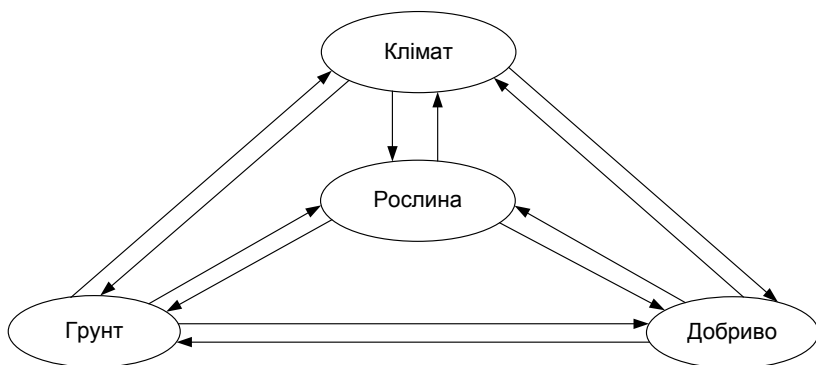 Клімат
Рослина
Грунт
Добриво